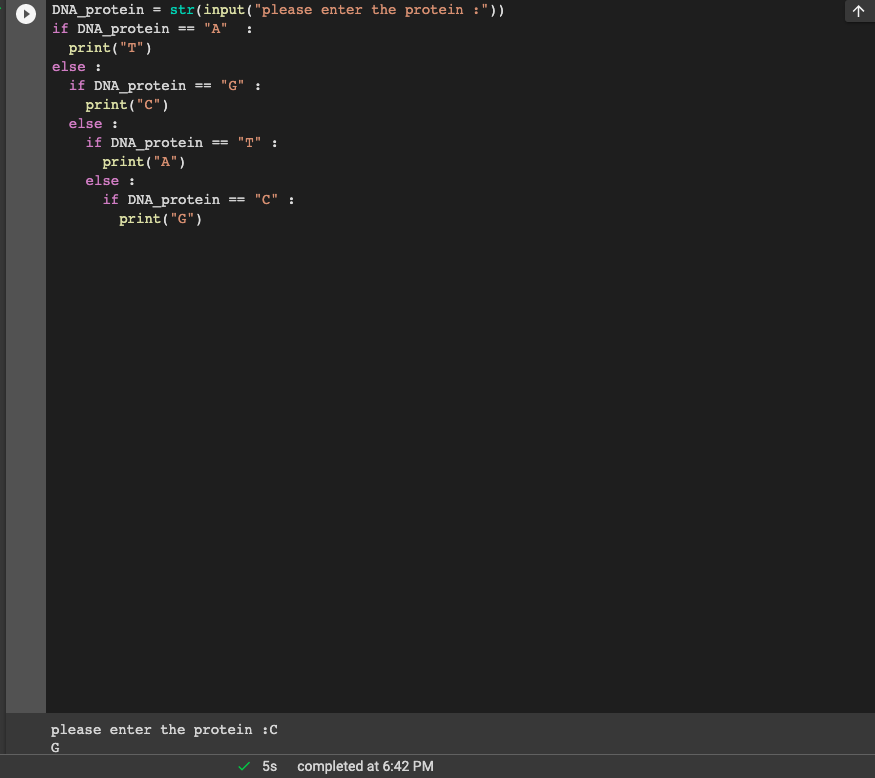 DNA_protein = str(input("please enter the protein :"))
if DNA_protein == "A"  :
  print("T")
else :
  if DNA_protein == "G" :
    print("C")
  else :
    if DNA_protein == "T" :
      print("A")
    else :
      if DNA_protein == "C" :
        print("G")
please enter the protein :C
G
5s completed at 6:42 PM